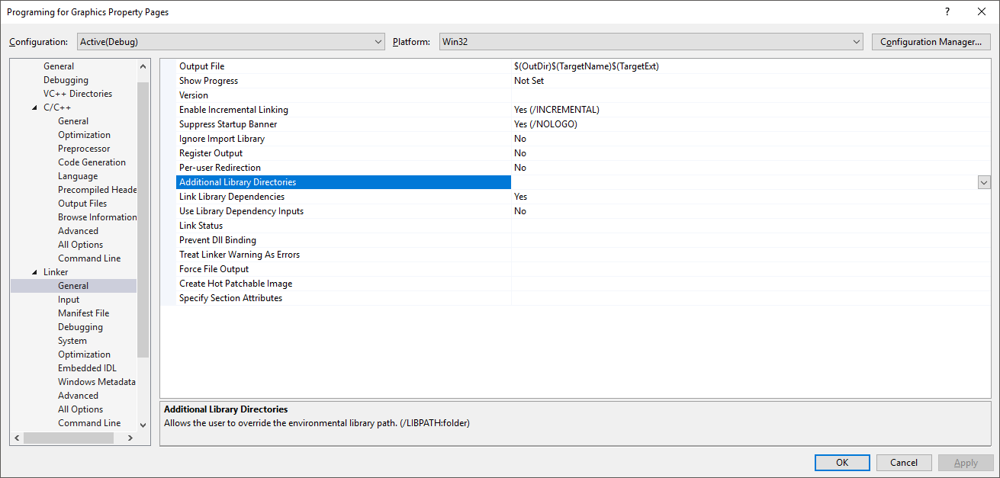 Programing for Graphics Property Pages
?
Configuration: Active(Debug) Platform: Win32 Configuration Manager...
General
Debugging
VC++ Directories
C/C++
General
Optimization
Preprocessor
Code Generation
Language
Precompiled Heade
Output Files
Browse Information
Advanced
All Options
Command Line
Linker
General
Input
Manifest File
Debugging
System
Optimization
Embedded IDL
Windows Metadata
Advanced
All Options
Command Line
Output File $(OutDir)$(TargetName)$(TargetExt)
Show Progress Not Set
Version
Enable Incremental Linking Yes (/INCREMENTAL)
Suppress Startup Banner Yes (/NOLOGO)
Ignore Import Library No
Register Output No
Per-user Redirection No
Additional Library Directories
Link Library Dependencies Yes
Use Library Dependency Inputs No
Link Status
Prevent Dll Binding
Treat Linker Warning As Errors
Force File Output
Create Hot Patchable Image
Specify Section Attributes
Additional Library Directories
Allows the user to override the environmental library path. (/LIBPATH:folder)
OK Cancel Apply